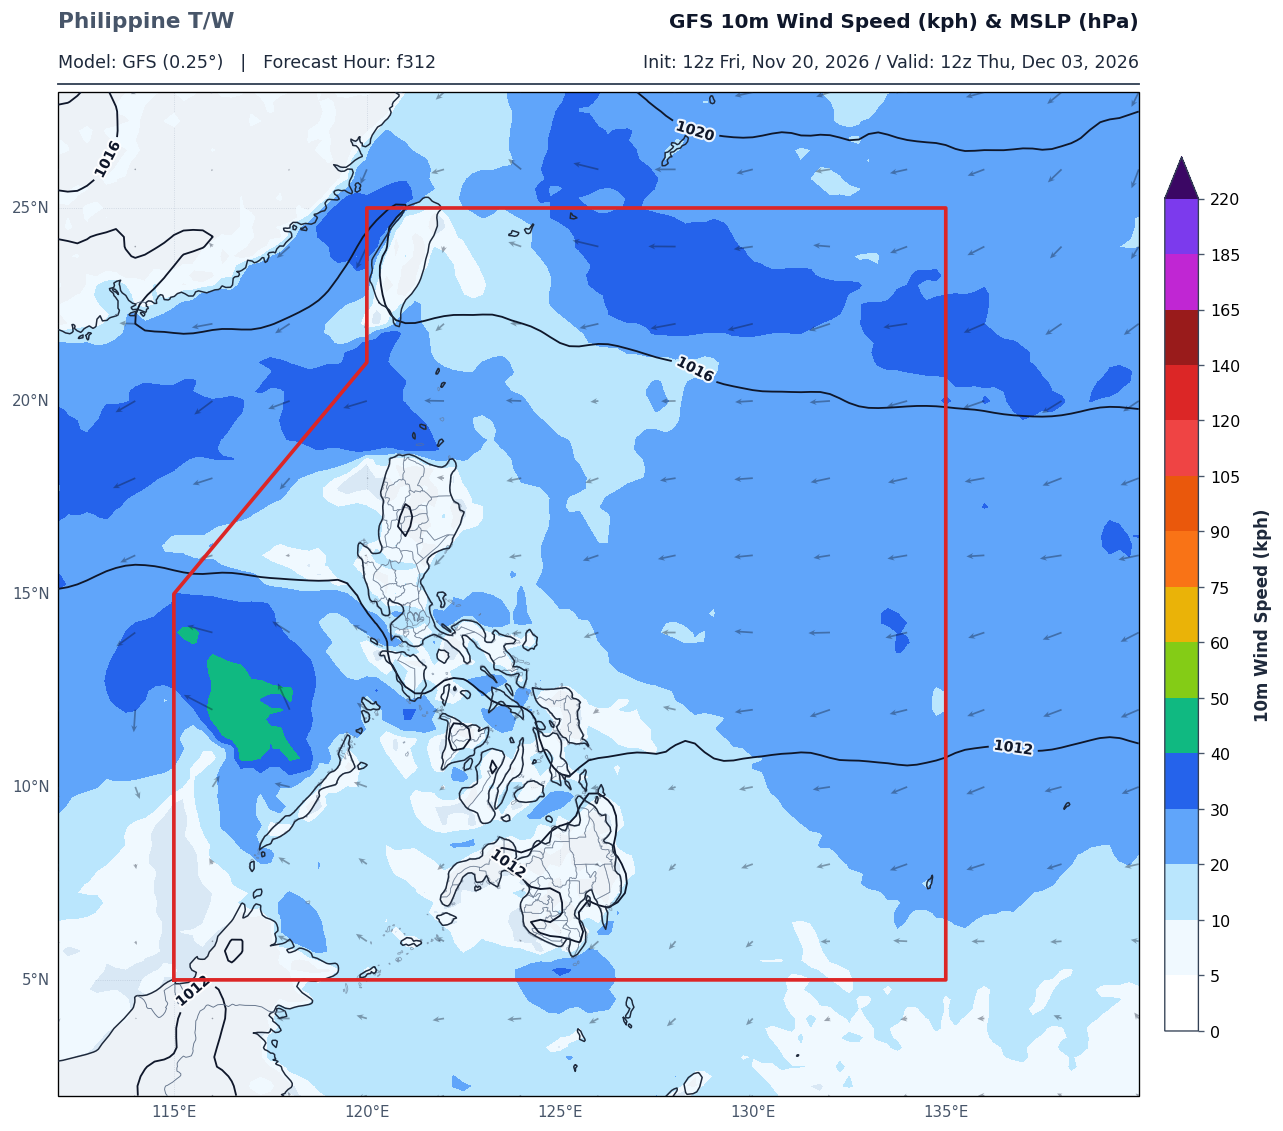 Philippine T/W
GFS 10m Wind Speed (kph) & MSLP (hPa)
Model: GFS (0.25°) | Forecast Hour: f312
Init: 12z Fri, Nov 20, 2026 / Valid: 12z Thu, Dec 03, 2026
1020
1016
1016
1012
1012
1012
25°N
20°N
15°N
10°N
5°N
115°E
120°E
125°E
130°E
135°E
220
185
165
140
120
105
90
75
60
50
40
30
20
10
5
0
10m Wind Speed (kph)